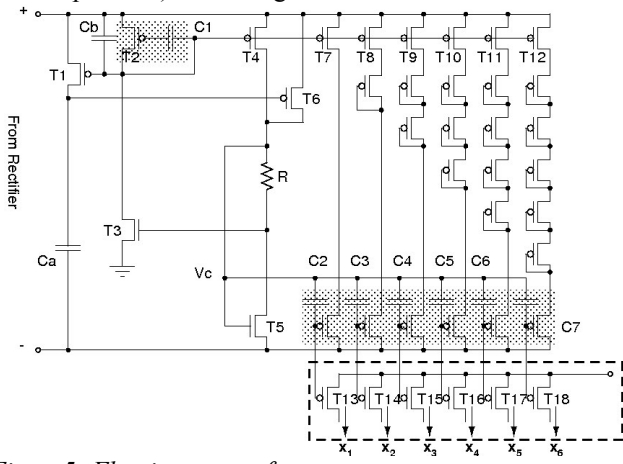 +
Cb
C1
T2
T1
T4
T7
T8
T9
T10
T11
T12
T6
From Rectifier
R
T3
Ca
C2
C3
C4
C5
C6
Vc
T5
C7
-
T13
T14
T15
T16
T17
T18
x₁
x₂
x₃
x₄
x₅
x₆